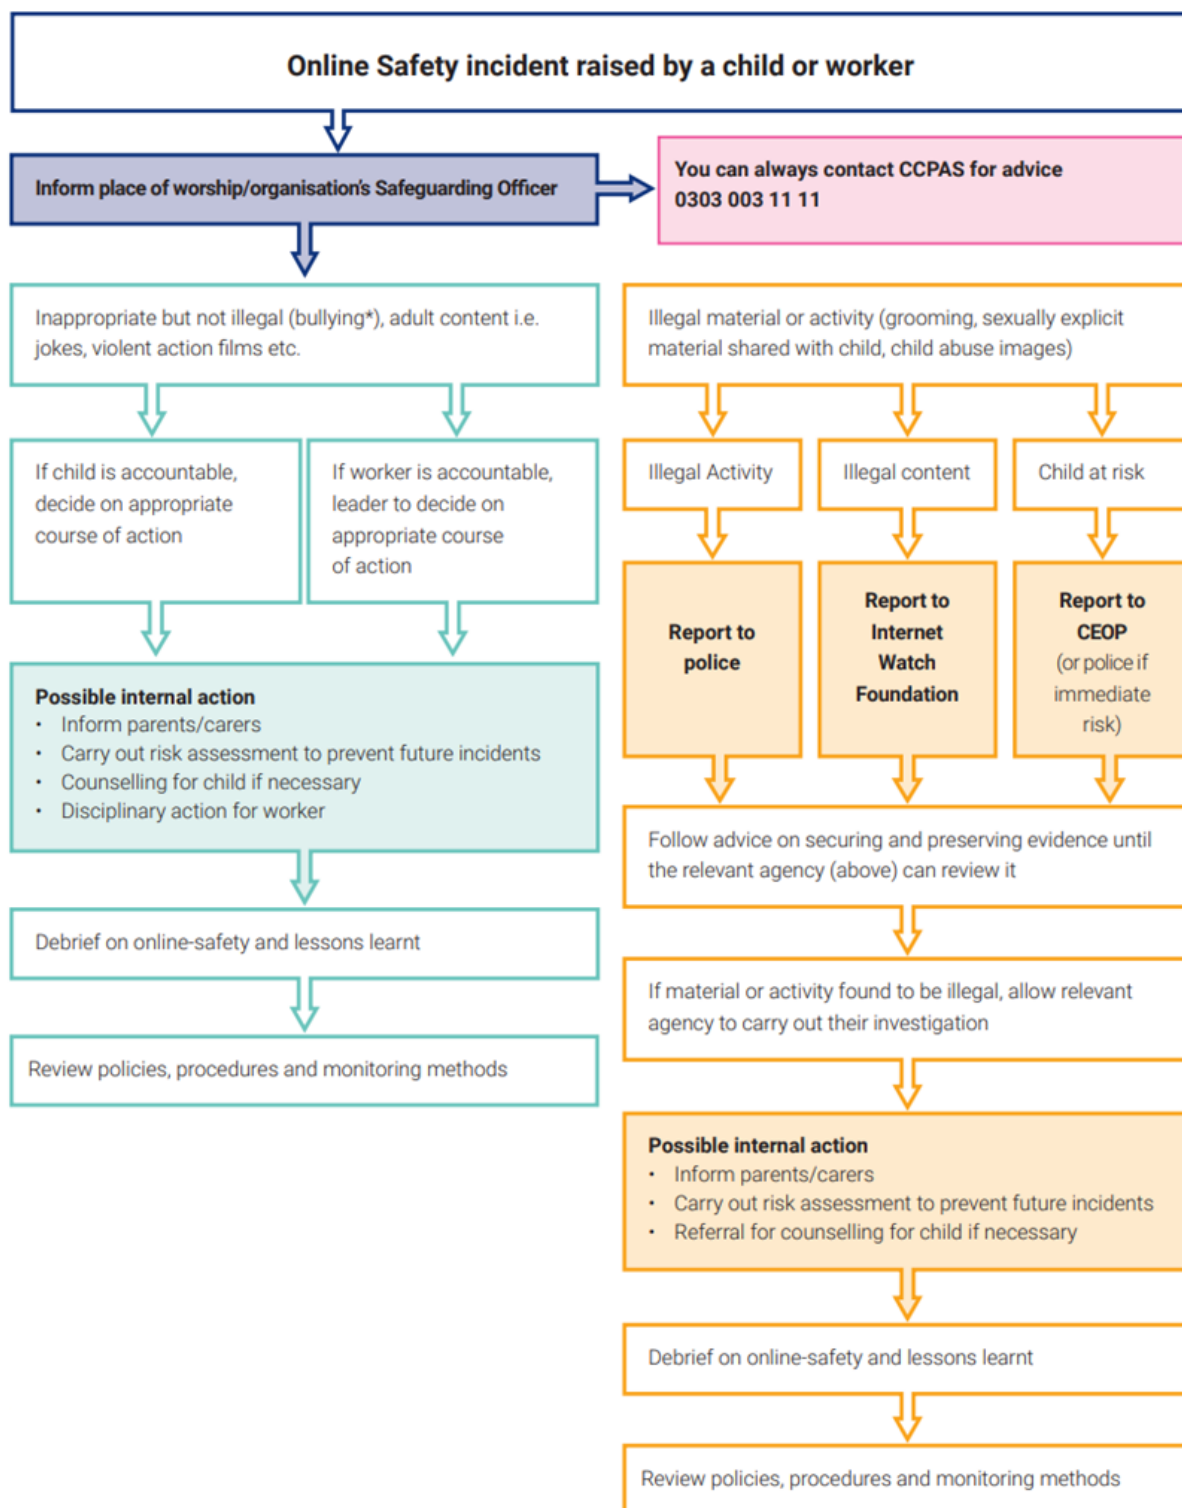 Online Safety incident raised by a child or worker
Inform place of worship/organisation's Safeguarding Officer
You can always contact CCPAS for advice
0303 003 11 11
Inappropriate but not illegal (bullying*), adult content i.e.
jokes, violent action films etc.
If child is accountable,
decide on appropriate
course of action
If worker is accountable,
leader to decide on
appropriate course
of action
Possible internal action
• Inform parents/carers
• Carry out risk assessment to prevent future incidents
• Counselling for child if necessary
• Disciplinary action for worker
Debrief on online-safety and lessons learnt
Review policies, procedures and monitoring methods
Illegal material or activity (grooming, sexually explicit
material shared with child, child abuse images)
Illegal Activity
Illegal content
Child at risk
Report to
police
Report to
Internet
Watch
Foundation
Report to
CEOP
(or police if
immediate
risk)
Follow advice on securing and preserving evidence until
the relevant agency (above) can review it
If material or activity found to be illegal, allow relevant
agency to carry out their investigation
Possible internal action
• Inform parents/carers
• Carry out risk assessment to prevent future incidents
• Referral for counselling for child if necessary
Debrief on online-safety and lessons learnt
Review policies, procedures and monitoring methods